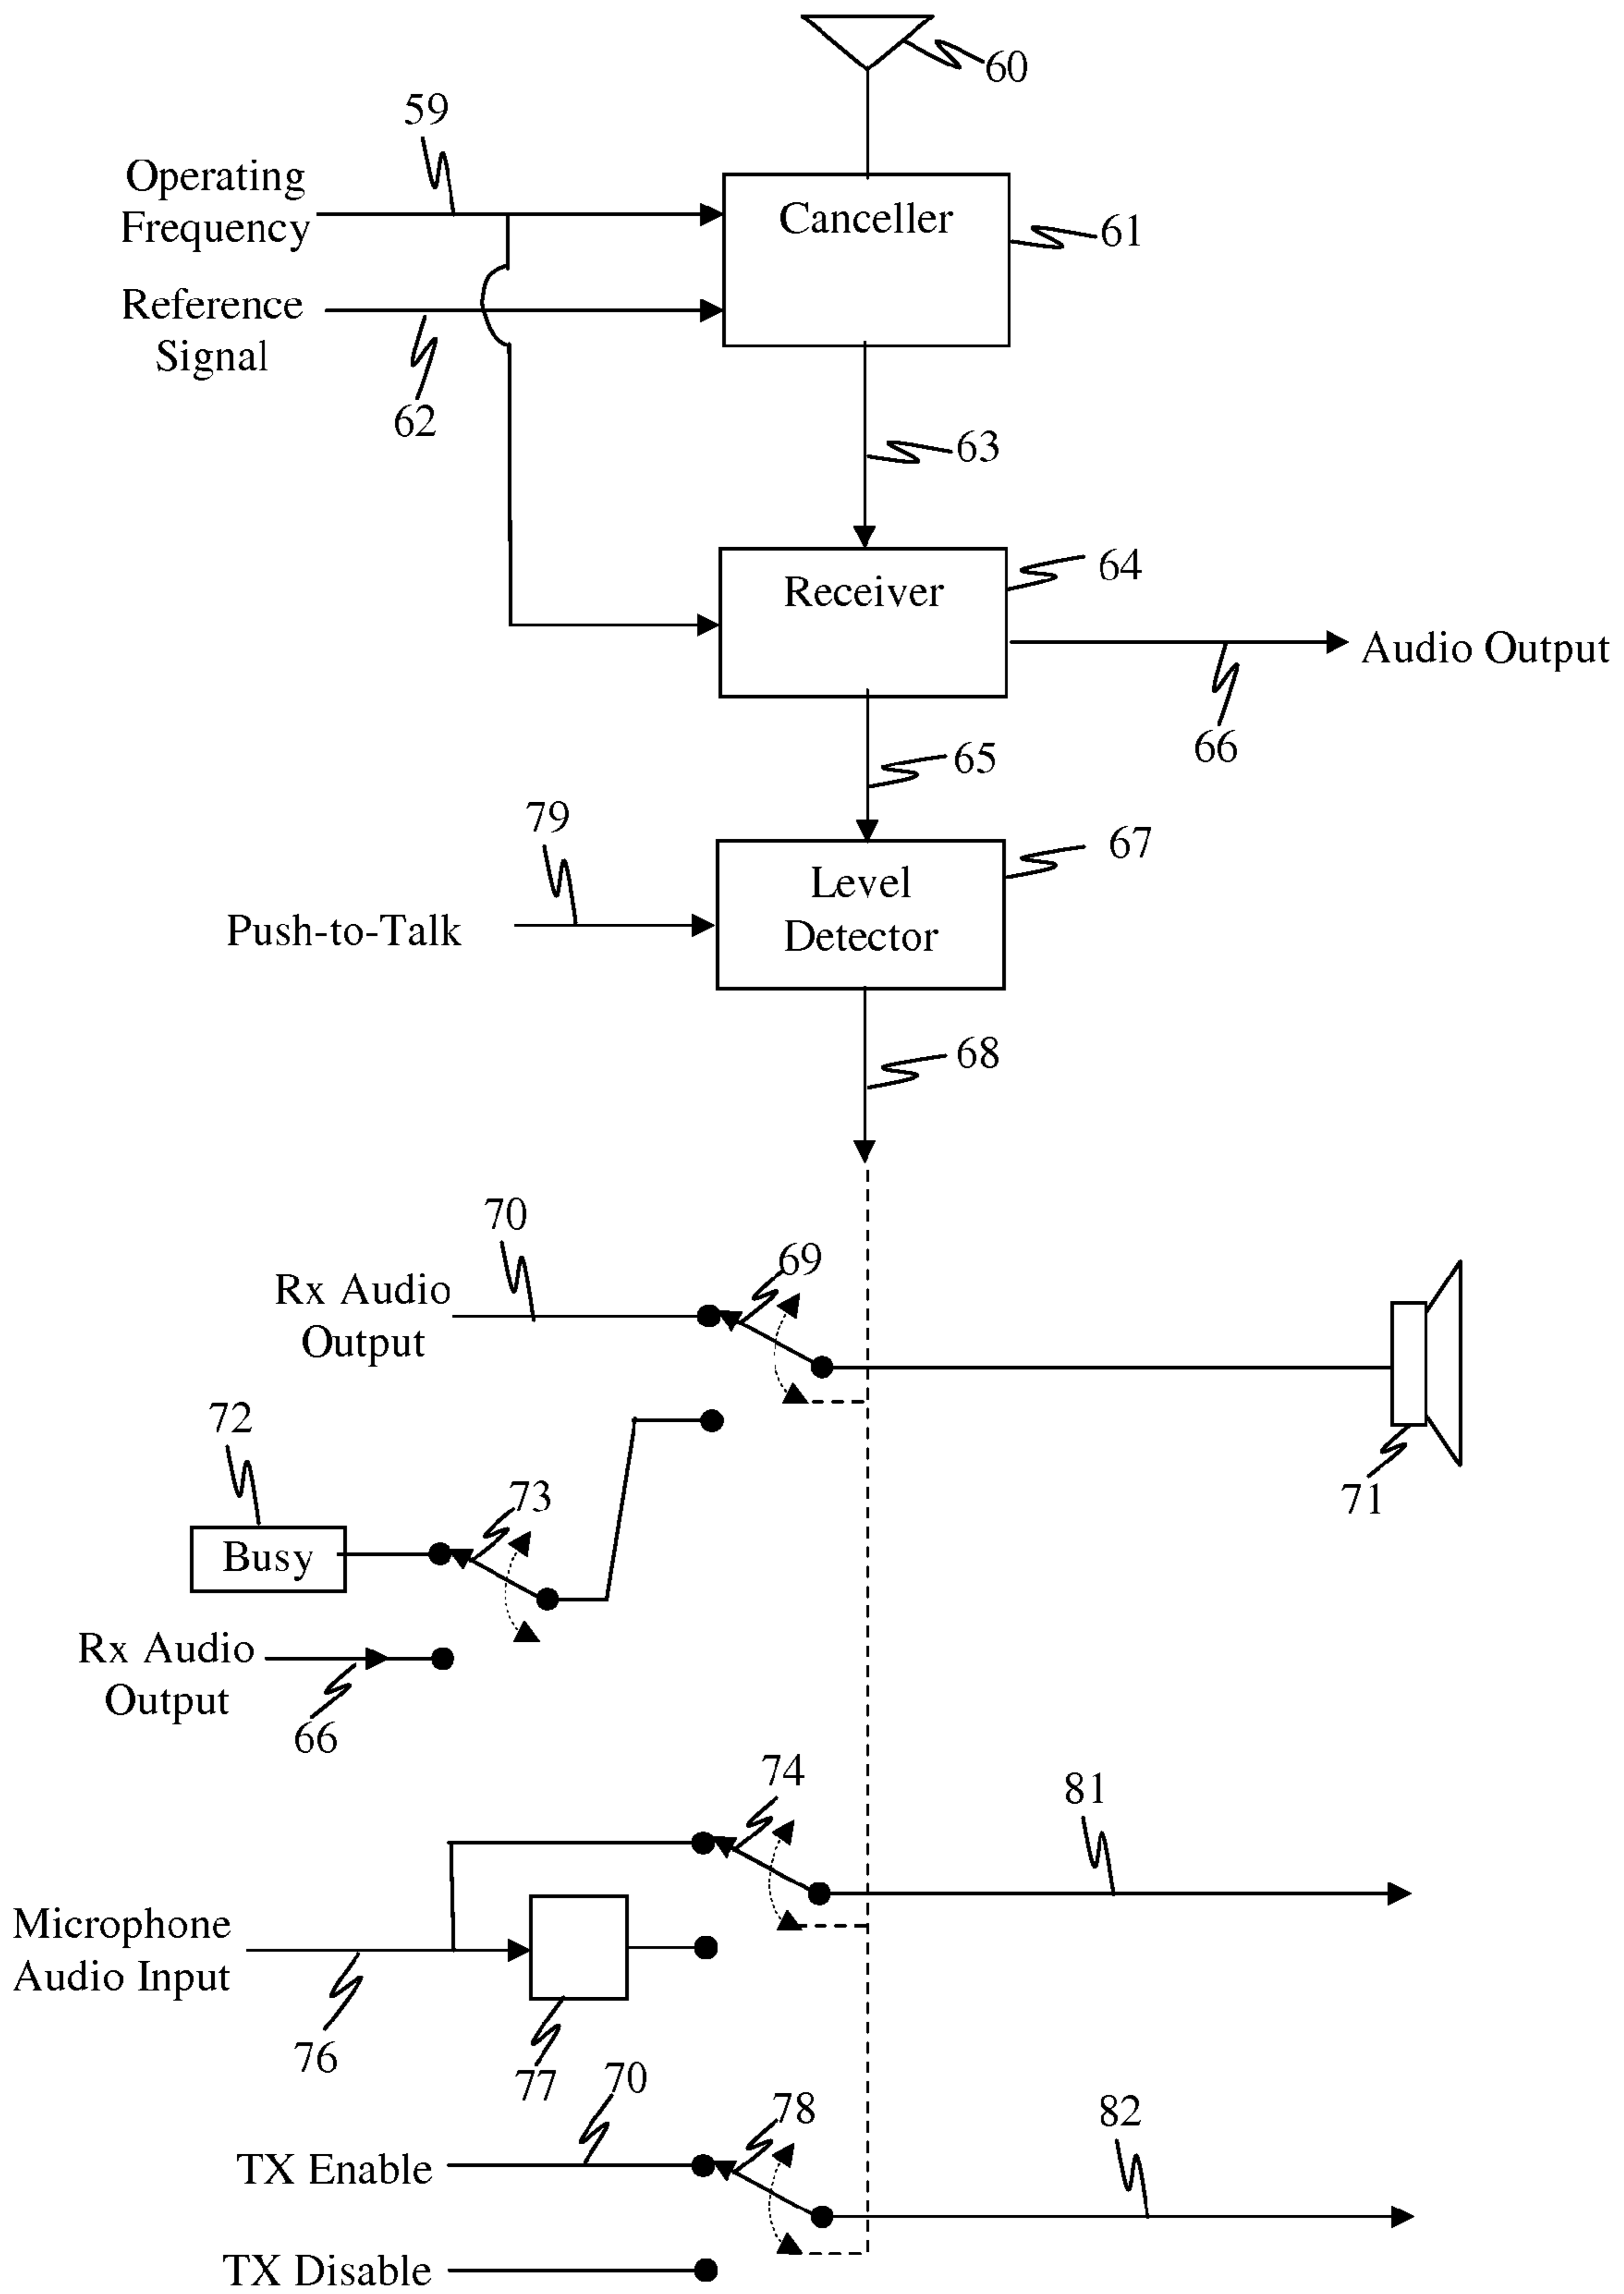 60
59
Operating
Frequency
Canceller
61
Reference
Signal
62
63
64
Receiver
Audio Output
66
65
79
67
Level
Detector
Push-to-Talk
68
70
69
Rx Audio
Output
72
71
73
Busy
Rx Audio
Output
66
74
81
Microphone
Audio Input
76
77
70
78
82
TX Enable
TX Disable